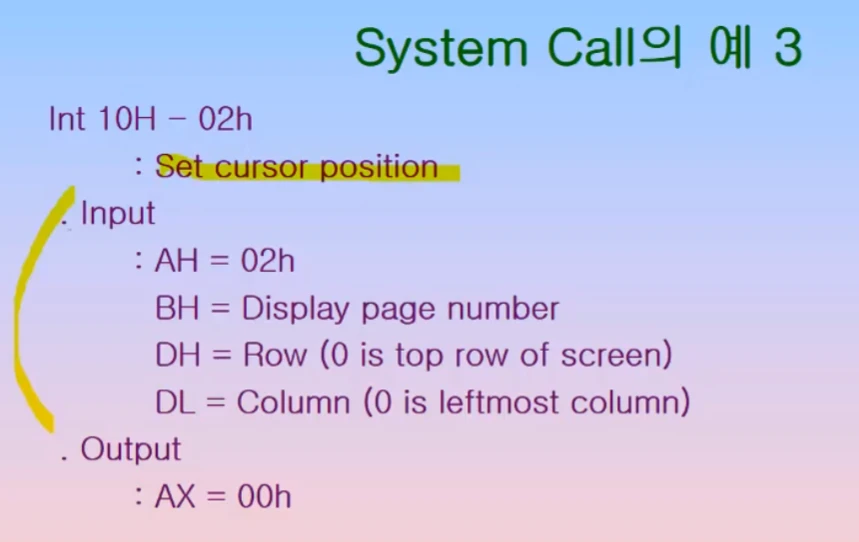 System Call의 예 3
Int 10H – 02h
: Set cursor position
. Input
: AH = 02h
BH = Display page number
DH = Row (0 is top row of screen)
DL = Column (0 is leftmost column)
. Output
: AX = 00h